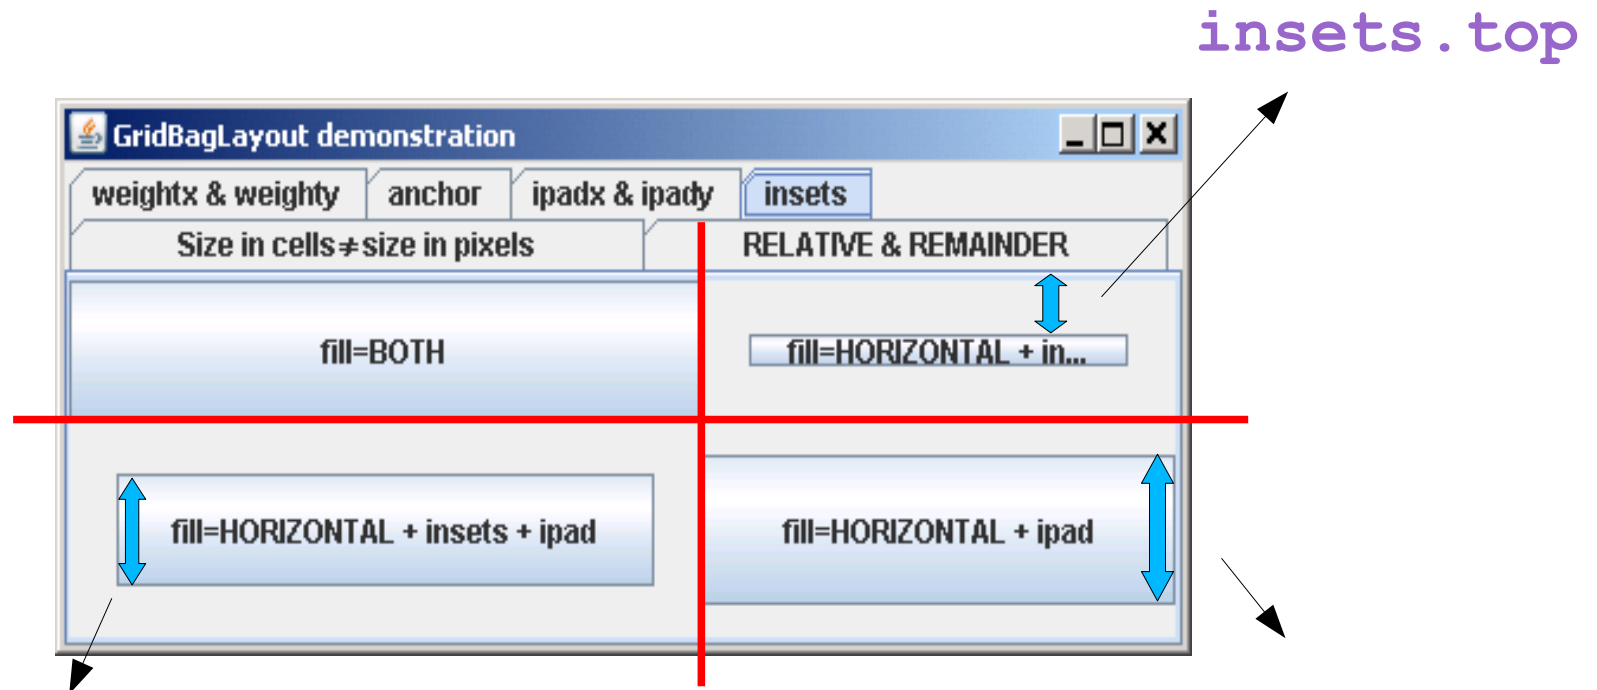 insets.top
GridBagLayout demonstration
weightx & weighty anchor ipadx & ipady insets
Size in cells≠size in pixels RELATIVE & REMAINDER
fill=BOTH fill=HORIZONTAL + in...
fill=HORIZONTAL + insets + ipad fill=HORIZONTAL + ipad